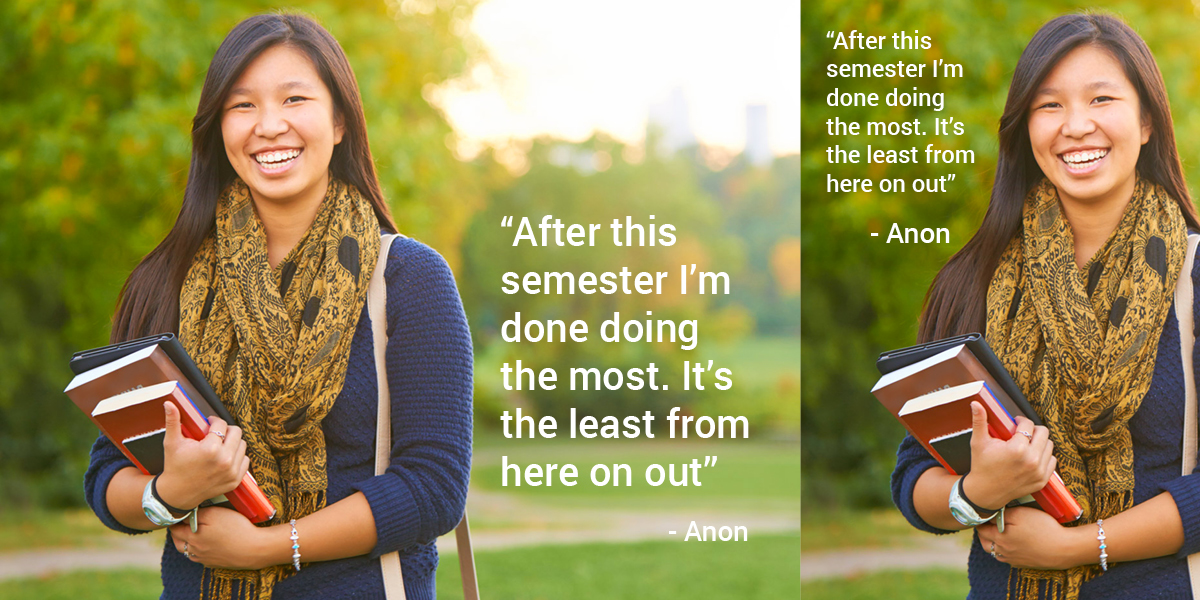 “After this
semester I’m
done doing
the most. It’s
the least from
here on out”
- Anon
“After this
semester I’m
done doing
the most. It’s
the least from
here on out”
- Anon